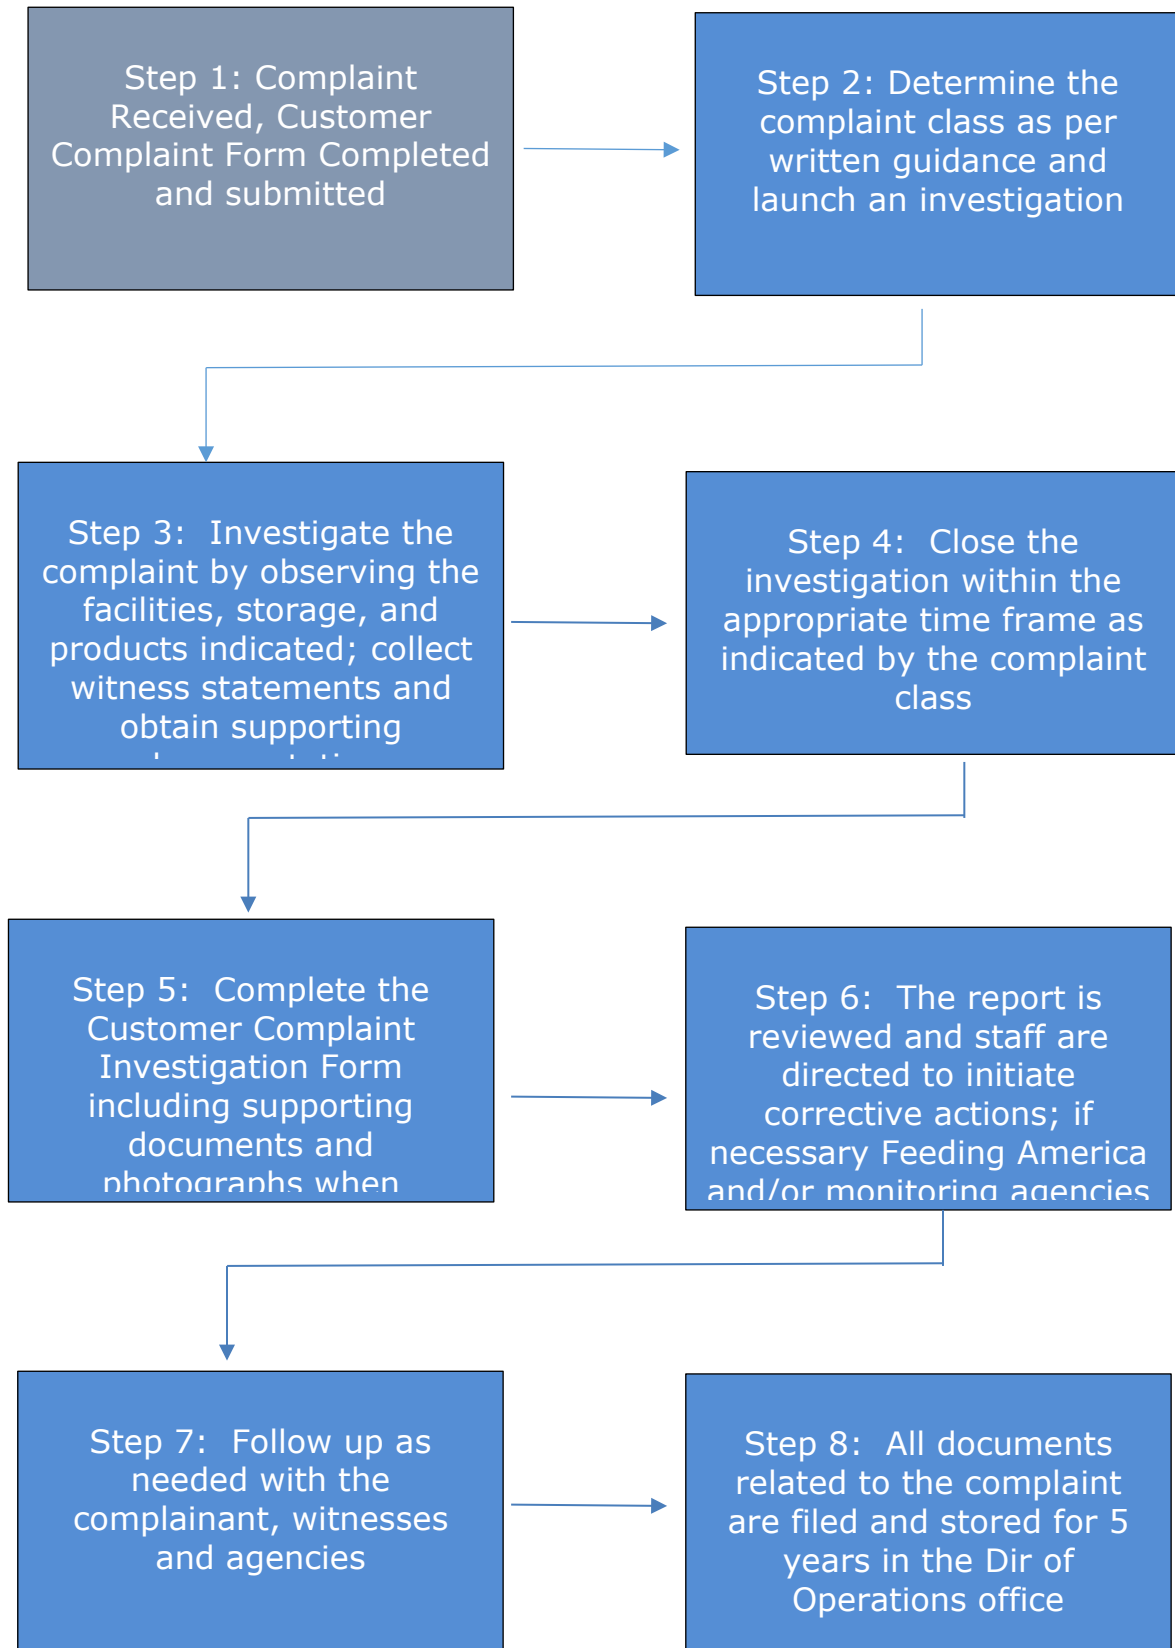 Step 1: Complaint
Received, Customer
Complaint Form Completed
and submitted
Step 2: Determine the
complaint class as per
written guidance and
launch an investigation
Step 3: Investigate the
complaint by observing the
facilities, storage, and
products indicated; collect
witness statements and
obtain supporting
Step 4: Close the
investigation within the
appropriate time frame as
indicated by the complaint
class
Step 5: Complete the
Customer Complaint
Investigation Form
including supporting
documents and
photographs when
Step 6: The report is
reviewed and staff are
directed to initiate
corrective actions; if
necessary Feeding America
and/or monitoring agencies
Step 7: Follow up as
needed with the
complainant, witnesses
and agencies
Step 8: All documents
related to the complaint
are filed and stored for 5
years in the Dir of
Operations office